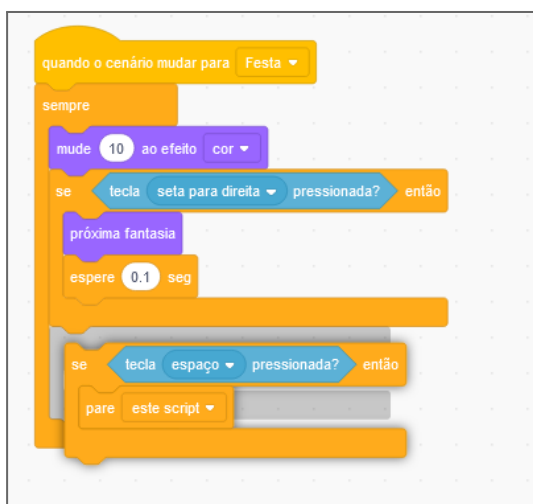 quando o cenário mudar para Festa
sempre
mude 10 ao efeito cor
se tecla seta para direita pressionada? então
próxima fantasia
espere 0.1 seg
se tecla espaço pressionada? então
pare este script